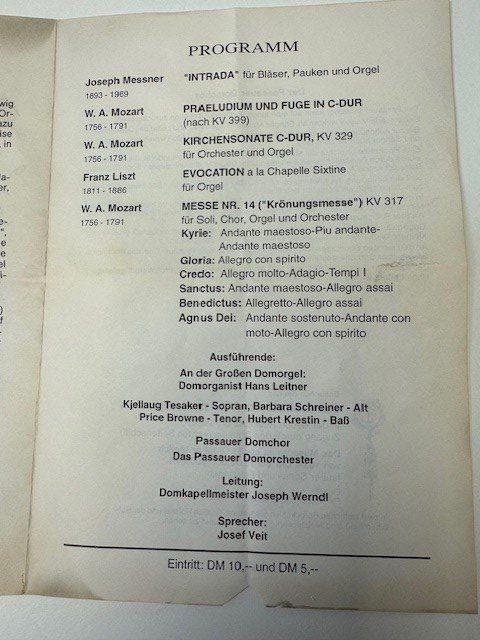 PROGRAMM
Joseph Messner "INTRADA" für Bläser, Pauken und Orgel
1893 - 1969
W. A. Mozart PRAELUDIUM UND FUGE IN C-DUR
1756 - 1791 (nach KV 399)
W. A. Mozart KIRCHENSONATE C-DUR, KV 329
1756 - 1791 für Orchester und Orgel
Franz Liszt EVOCATION a la Chapelle Sixtine
1811 - 1886 für Orgel
W. A. Mozart MESSE NR. 14 ("Krönungsmesse") KV 317
1756 - 1791 für Soli, Chor, Orgel und Orchester
Kyrie: Andante maestoso-Piu andante-
Andante maestoso
Gloria: Allegro con spirito
Credo: Allegro molto-Adagio-Tempi I
Sanctus: Andante maestoso-Allegro assai
Benedictus: Allegretto-Allegro assai
Agnus Dei: Andante sostenuto-Andante con
moto-Allegro con spirito
Ausführende:
An der Großen Domorgel:
Domorganist Hans Leitner
Kjellaug Tesaker - Sopran, Barbara Schreiner - Alt
Price Browne - Tenor, Hubert Krestin - Baß
Passauer Domchor
Das Passauer Domorchester
Leitung:
Domkapellmeister Joseph Werndl
Sprecher:
Josef Veit
Eintritt: DM 10,-- und DM 5,--